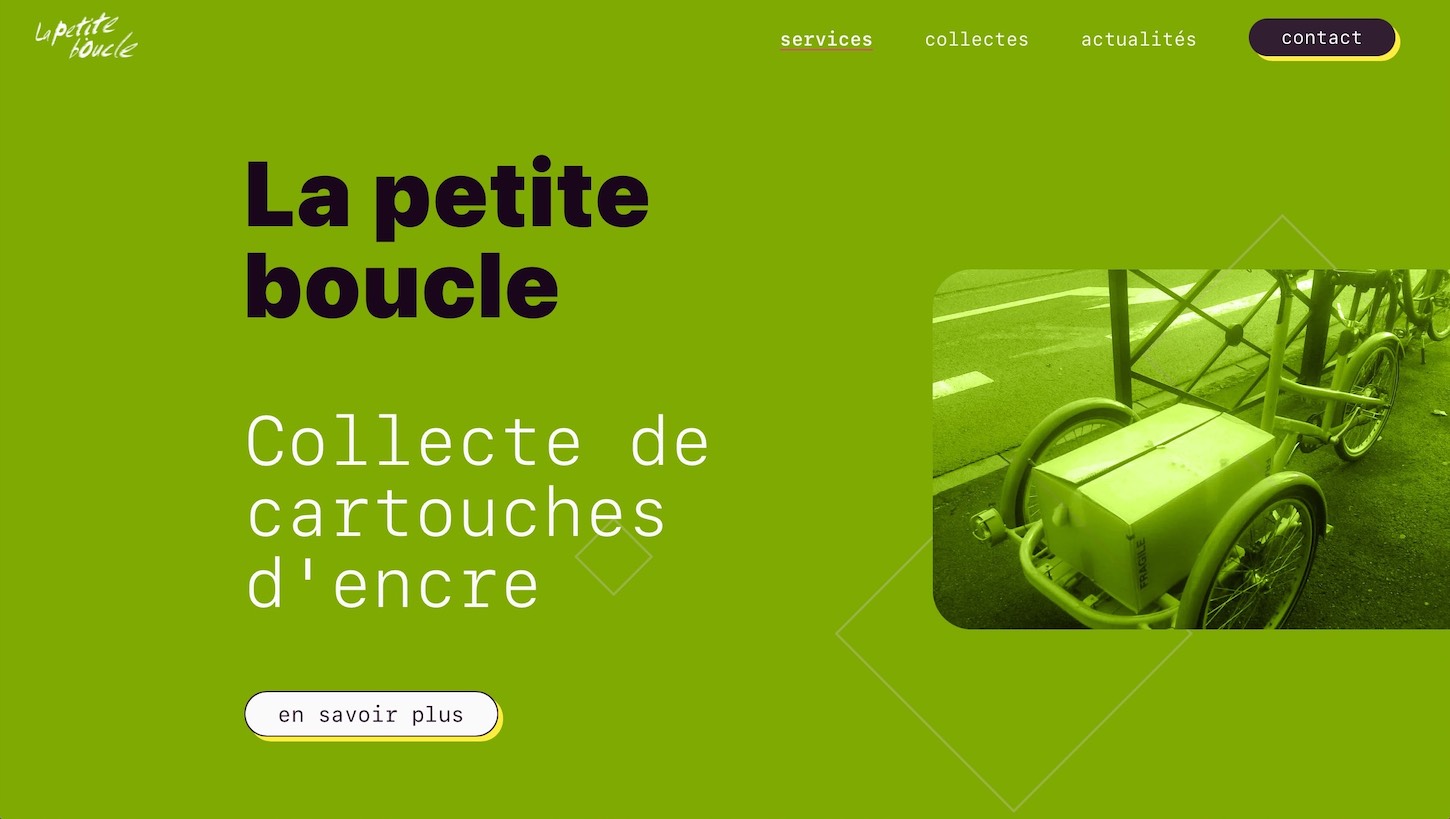 La petite
boucle
services
collectes
actualités
contact
La petite
boucle
Collecte de
cartouches
d'encre
FRAGILE
en savoir plus